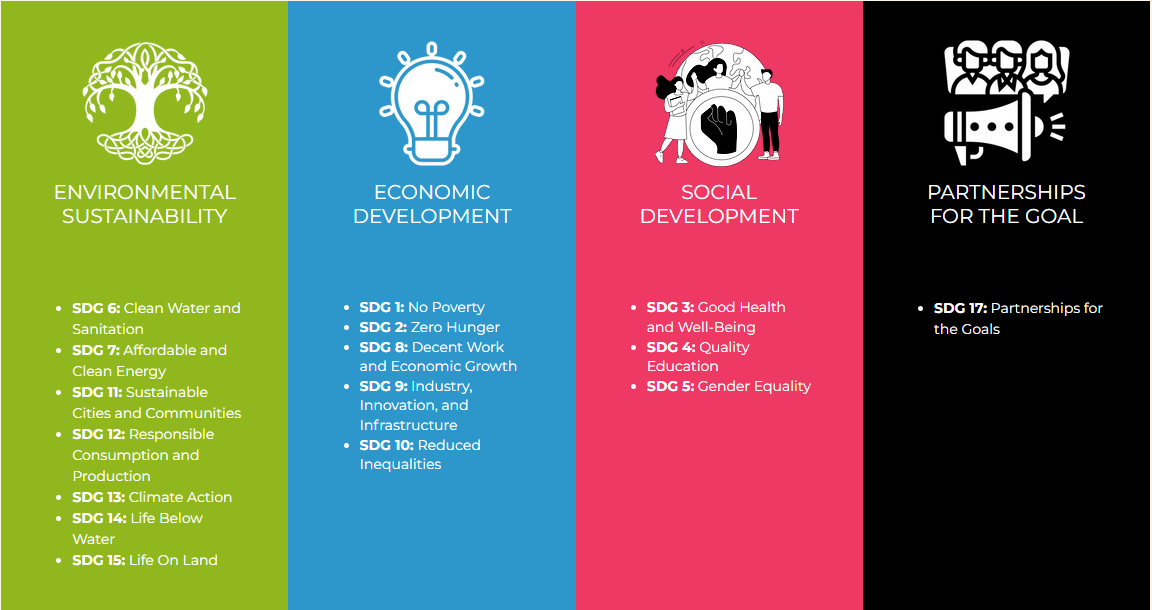 ENVIRONMENTAL
SUSTAINABILITY
• SDG 6: Clean Water and
Sanitation
• SDG 7: Affordable and
Clean Energy
• SDG 11: Sustainable
Cities and Communities
• SDG 12: Responsible
Consumption and
Production
• SDG 13: Climate Action
• SDG 14: Life Below
Water
• SDG 15: Life On Land
ECONOMIC
DEVELOPMENT
• SDG 1: No Poverty
• SDG 2: Zero Hunger
• SDG 8: Decent Work
and Economic Growth
• SDG 9: Industry,
Innovation, and
Infrastructure
• SDG 10: Reduced
Inequalities
SOCIAL
DEVELOPMENT
• SDG 3: Good Health
and Well-Being
• SDG 4: Quality
Education
• SDG 5: Gender Equality
PARTNERSHIPS
FOR THE GOAL
• SDG 17: Partnerships for
the Goals